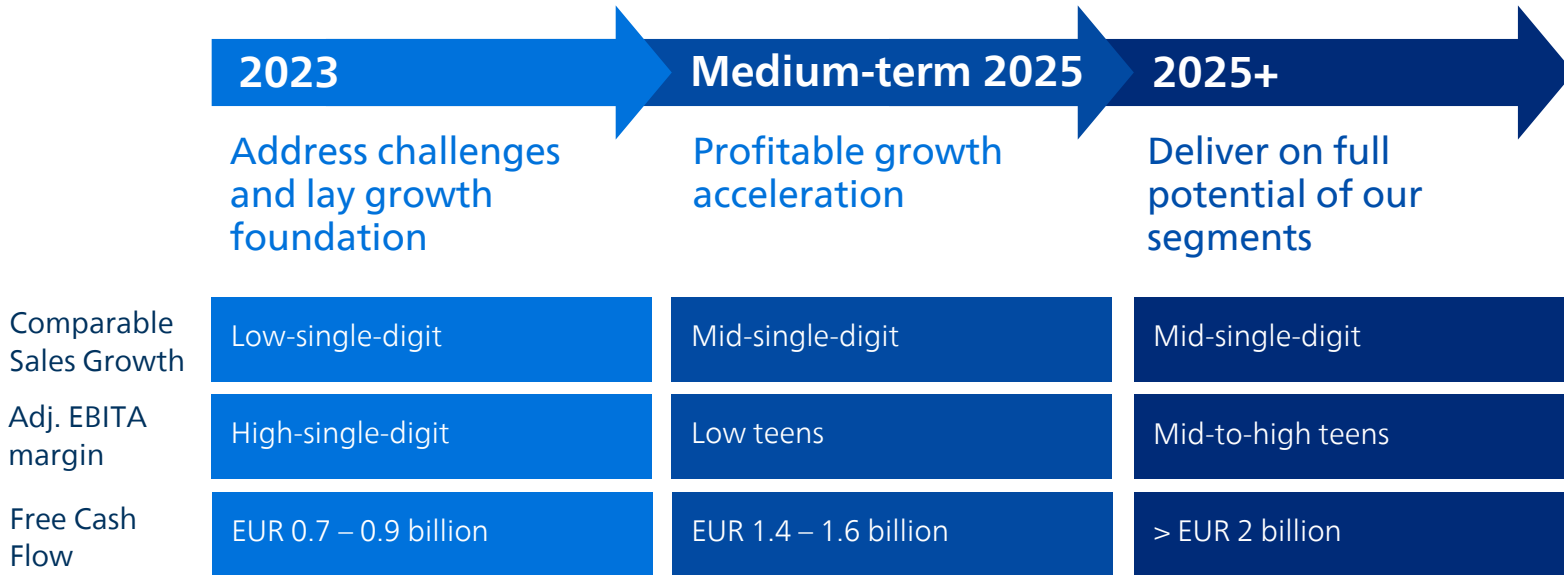 2023
Medium-term 2025
2025+
Address challenges
and lay growth
foundation
Profitable growth
acceleration
Deliver on full
potential of our
segments
Comparable
Sales Growth
Low-single-digit
Mid-single-digit
Mid-single-digit
Adj. EBITA
margin
High-single-digit
Low teens
Mid-to-high teens
Free Cash
Flow
EUR 0.7 – 0.9 billion
EUR 1.4 – 1.6 billion
> EUR 2 billion